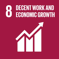 8 DECENT WORK AND
ECONOMIC GROWTH